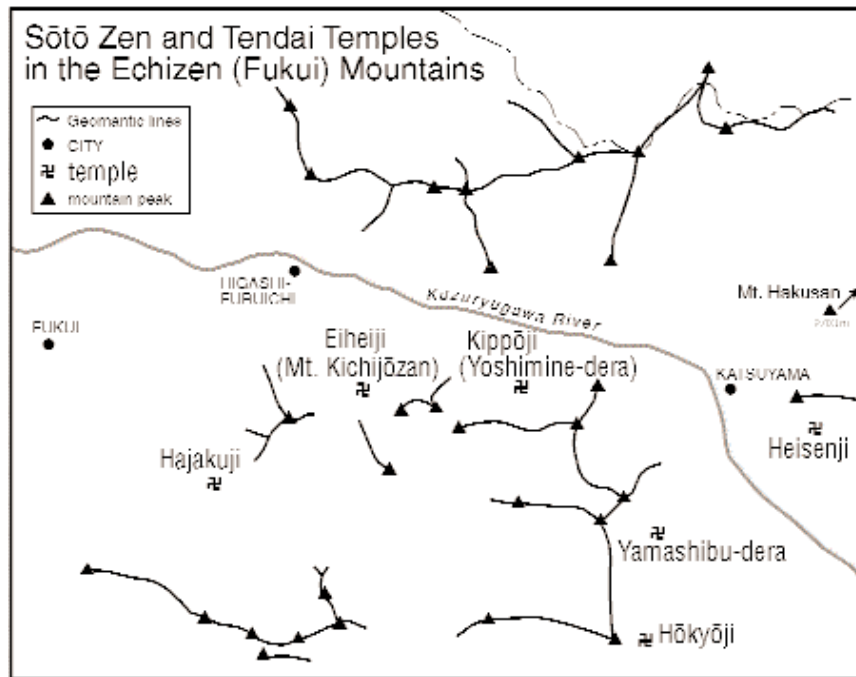 Sōtō Zen and Tendai Temples
in the Echizen (Fukui) Mountains
Geomantic lines
CITY
temple
mountain peak
HIGASHI-
FURUICHI
Kuzuryugawa River
Mt. Hakusan
FUKUI
Eiheiji
(Mt. Kichijōzan)
Kippōji
(Yoshimine-dera)
KATSUYAMA
Hajakuji
Heisenji
Yamashibu-dera
Hōkyōji